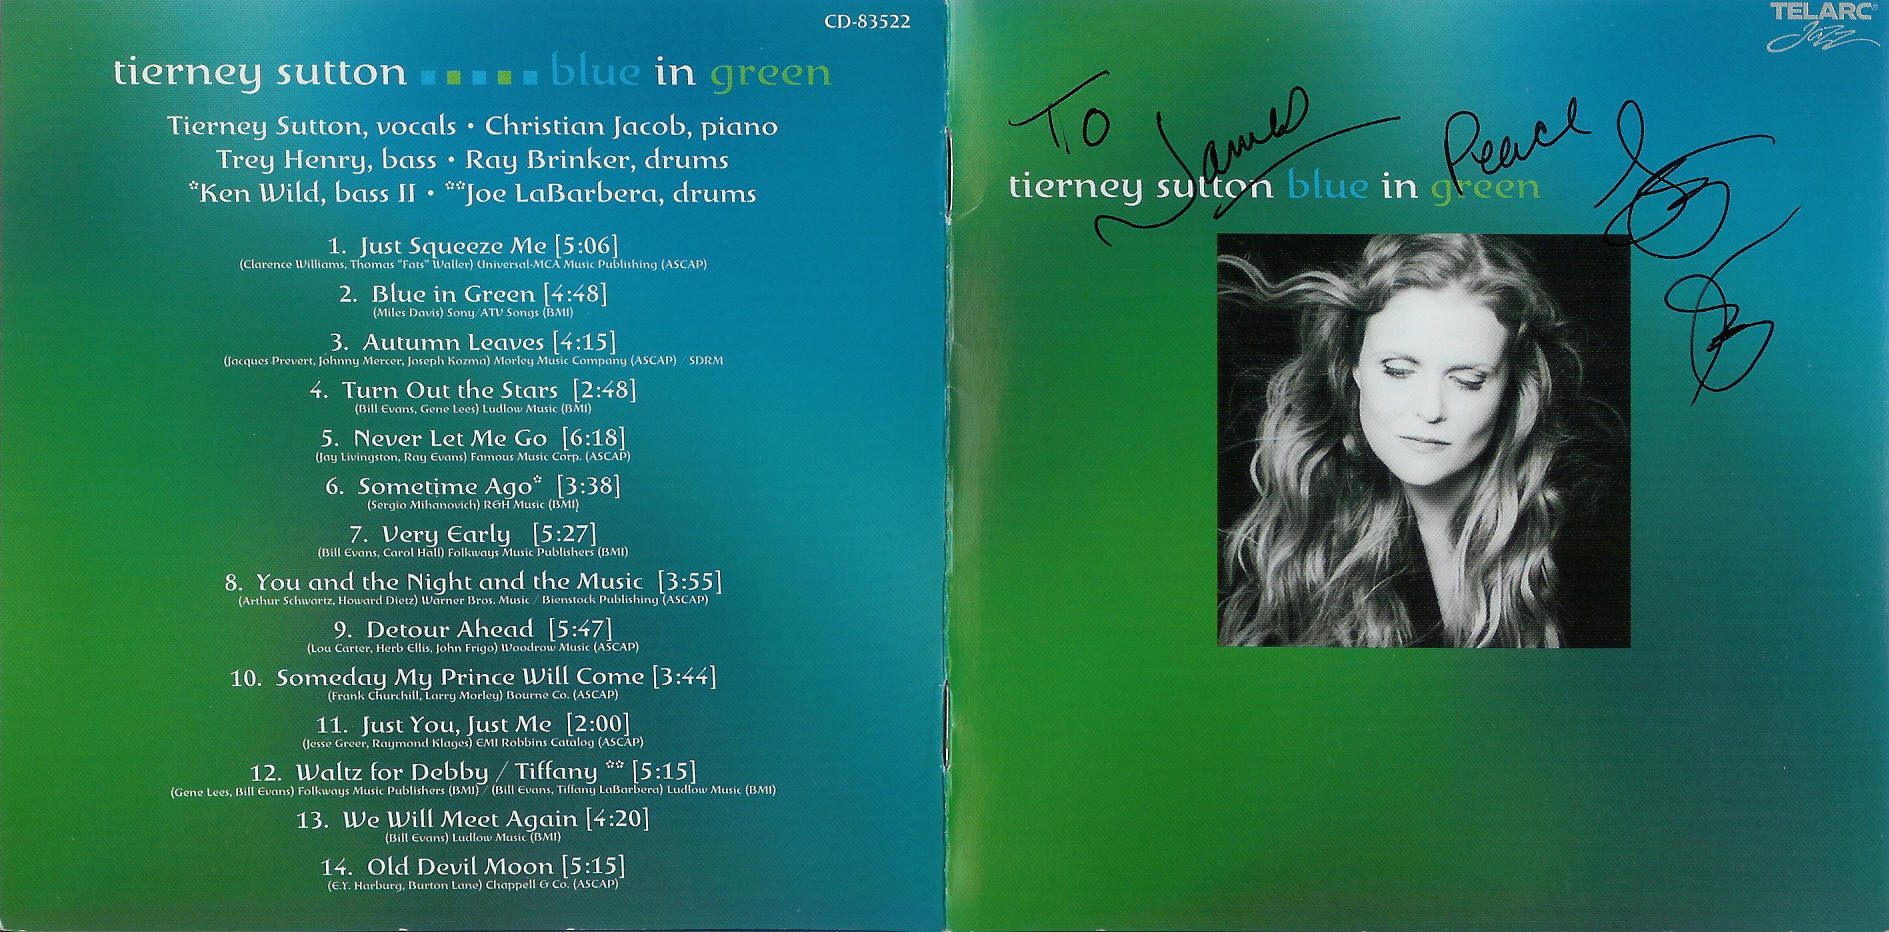 CD-83522
tierney sutton blue in green
Tierney Sutton, vocals • Christian Jacob, piano
Trey Henry, bass • Ray Brinker, drums
*Ken Wild, bass II • **Joe LaBarbera, drums
1. Just Squeeze Me [5:06]
(Clarence Williams, Thomas "Fats" Waller) Universal-MCA Music Publishing (ASCAP)
2. Blue in Green [4:48]
(Miles Davis) Sony/ATV Songs (BMI)
3. Autumn Leaves [4:15]
(Jacques Prevert, Johnny Mercer, Joseph Kozma) Morley Music Company (ASCAP) / SDRM
4. Turn Out the Stars [2:48]
(Bill Evans, Gene Lees) Ludlow Music (BMI)
5. Never Let Me Go [6:18]
(Jay Livingston, Ray Evans) Famous Music Corp. (ASCAP)
6. Sometime Ago* [3:38]
(Sergio Mihanovich) R&H Music (BMI)
7. Very Early [5:27]
(Bill Evans, Carol Hall) Folkways Music Publishers (BMI)
8. You and the Night and the Music [3:55]
(Arthur Schwartz, Howard Dietz) Warner Bros. Music / Bienstock Publishing (ASCAP)
9. Detour Ahead [5:47]
(Lou Carter, Herb Ellis, John Frigo) Woodrow Music (ASCAP)
10. Someday My Prince Will Come [3:44]
(Frank Churchill, Larry Morley) Bourne Co. (ASCAP)
11. Just You, Just Me [2:00]
(Jesse Greer, Raymond Klages) EMI Robbins Catalog (ASCAP)
12. Waltz for Debby / Tiffany ** [5:15]
(Gene Lees, Bill Evans) Folkways Music Publishers (BMI) / (Bill Evans, Tiffany LaBarbera) Ludlow Music (BMI)
13. We Will Meet Again [4:20]
(Bill Evans) Ludlow Music (BMI)
14. Old Devil Moon [5:15]
(E.Y. Harburg, Burton Lane) Chappell & Co. (ASCAP)
TELARC®
Jazz
To James Peace
tierney sutton blue in green